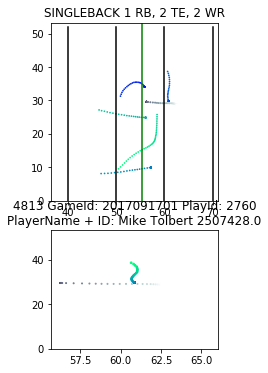 SINGLEBACK 1 RB, 2 TE, 2 WR
50
40
30
20
10
0
40 50 60 70
4813 GameId: 2017091701 PlayId: 2760
PlayerName + ID: Mike Tolbert 2507428.0
40
20
0
57.5 60.0 62.5 65.0